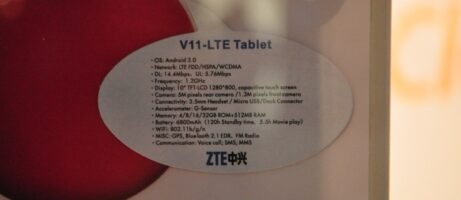 V11-LTE Tablet
· OS: Android 3.0
· Network: LTE FDD/HSPA/WCDMA
· DL: 14.4Mbps, UL: 5.76Mbps
· Frequency: 1.2GHz
· Display: 10" TFT-LCD 1280*800, capacitive touch screen
· Camera: 5M pixels rear camera /1.3M pixels front camera
· Connectivity: 3.5mm Headset / Micro USB/Dock Connector
· Accelerometer: G-Sensor
· Memory: 4/8/16/32GB ROM+512MB RAM
· Battery: 4800mAh (120h Standby time, 5.5h Movie play)
· WiFi: 802.11b/g/n
· MISC: GPS, Bluetooth 2.1 EDR, FM Radio
· Communication: Voice call; SMS, MMS
ZTE中兴